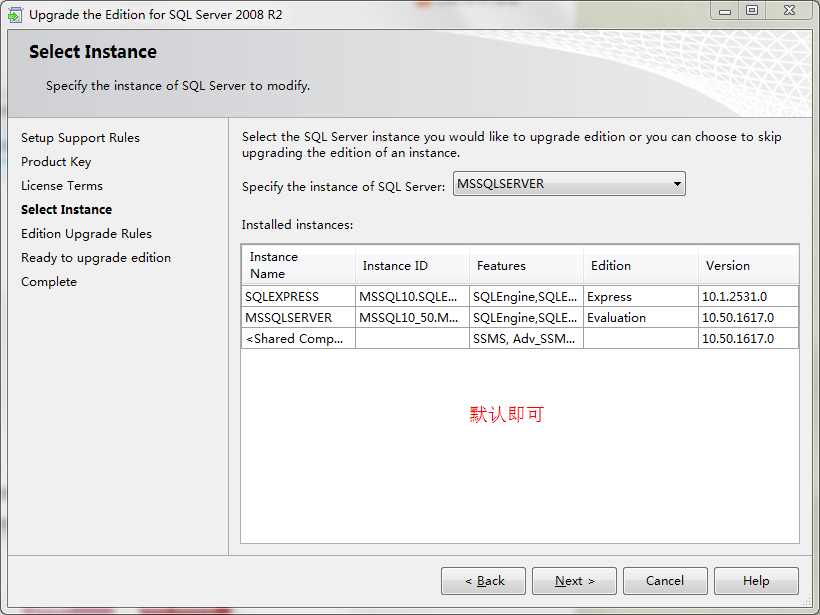 Upgrade the Edition for SQL Server 2008 R2
Select Instance
Specify the instance of SQL Server to modify.
Setup Support Rules
Product Key
License Terms
Select Instance
Edition Upgrade Rules
Ready to upgrade edition
Complete
Select the SQL Server instance you would like to upgrade edition or you can choose to skip
upgrading the edition of an instance.
Specify the instance of SQL Server: MSSQLSERVER
Installed instances:
Instance Name Instance ID Features Edition Version
SQLEXPRESS MSSQL10.SQLE... SQLEngine,SQLE... Express 10.1.2531.0
MSSQLSERVER MSSQL10_50.M... SQLEngine,SQLE... Evaluation 10.50.1617.0
<Shared Comp... SSMS, Adv_SSM... 10.50.1617.0
默认即可
< Back Next > Cancel Help